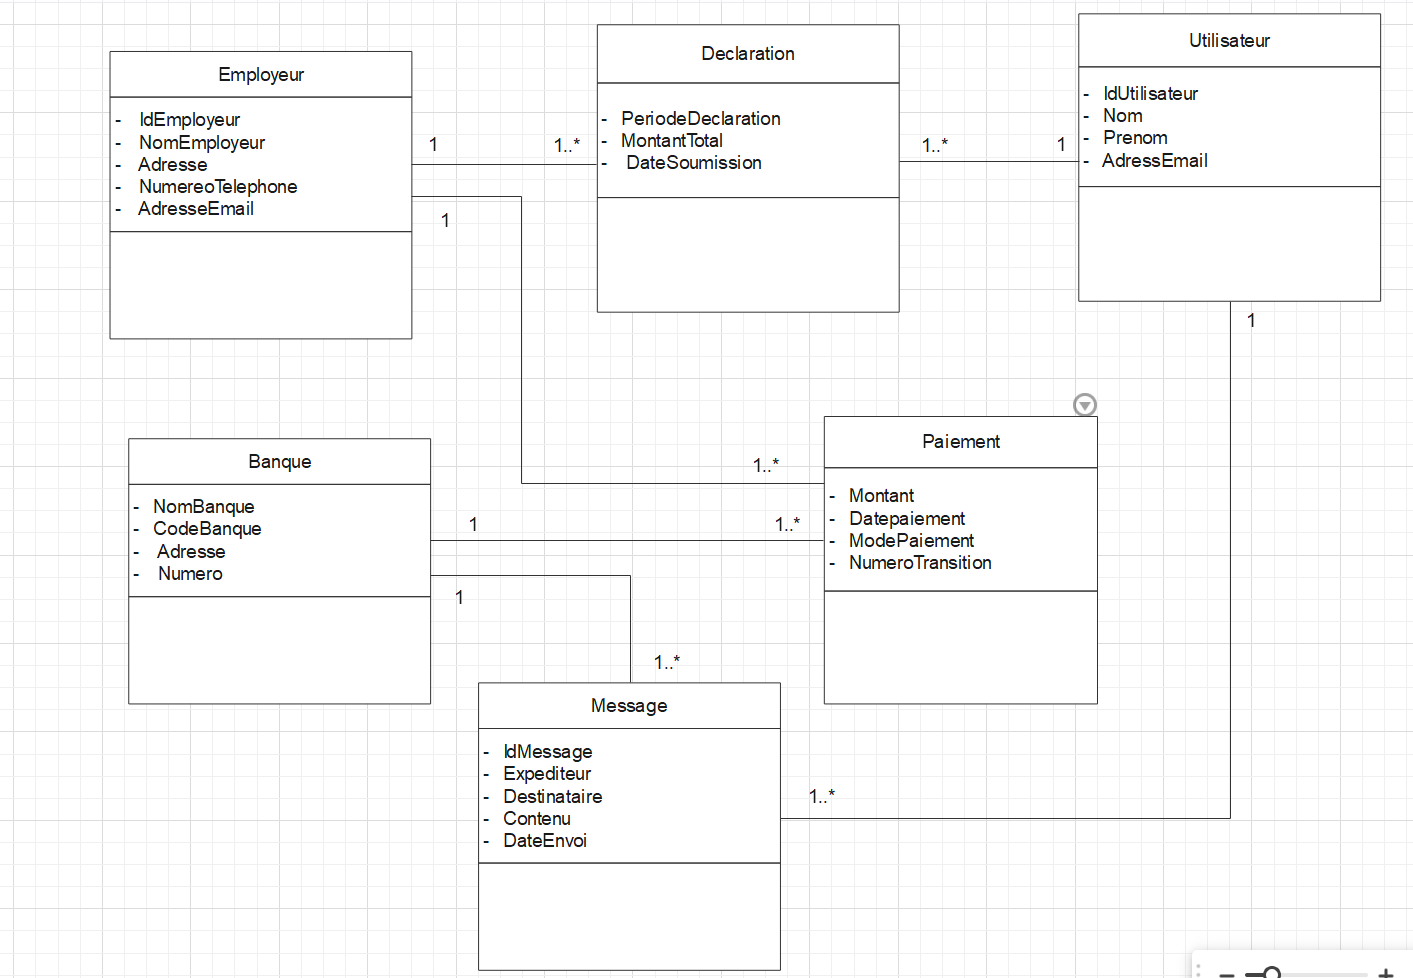 Employeur
- IdEmployeur
- NomEmployeur
- Adresse
- NumereoTelephone
- AdresseEmail
1
1..*
1
Declaration
- PeriodeDeclaration
- MontantTotal
- DateSoumission
1..*
1
Utilisateur
- IdUtilisateur
- Nom
- Prenom
- AdressEmail
1
Banque
- NomBanque
- CodeBanque
- Adresse
- Numero
1
1..*
1..*
1
1..*
Paiement
- Montant
- Datepaiement
- ModePaiement
- NumeroTransition
Message
- IdMessage
- Expediteur
- Destinataire
- Contenu
- DateEnvoi
1..*